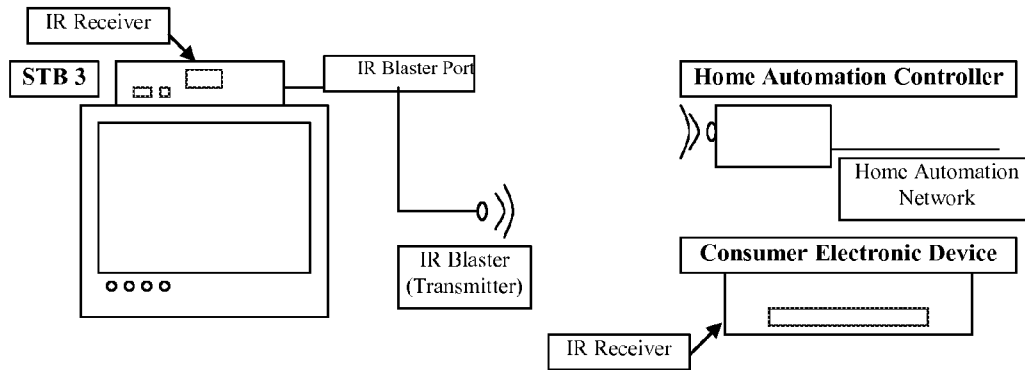 IR Receiver
STB 3
IR Blaster Port
Home Automation Controller
Home Automation
Network
IR Blaster
(Transmitter)
Consumer Electronic Device
IR Receiver